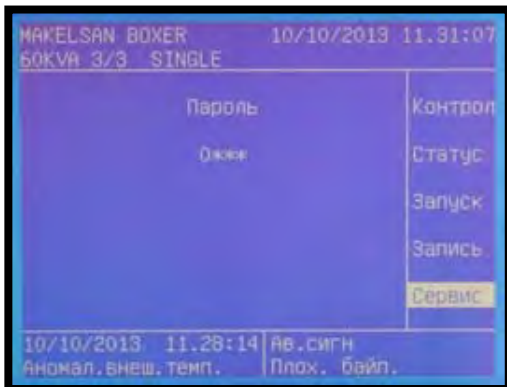 MAKELSAN BOXER 10/10/2013 11.31:07
60KVA 3/3 SINGLE
Пароль
0***
Контрол
Статус
Запуск
Запись
Сервис
10/10/2013 11.28:14 Ав.сигн
Аномал.внеш.темп. Плох. байп.